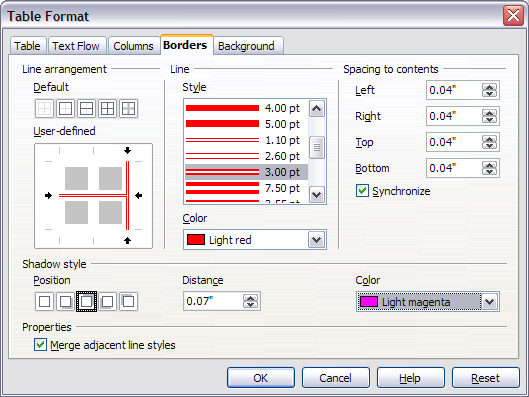 Table Format
Table Text Flow Columns Borders Background
Line arrangement
Default
User-defined
Line
Style
4.00 pt
5.00 pt
1.10 pt
2.60 pt
3.00 pt
7.50 pt
Color
Light red
Spacing to contents
Left 0.04"
Right 0.04"
Top 0.04"
Bottom 0.04"
Synchronize
Shadow style
Position
Distance
0.07"
Color
Light magenta
Properties
Merge adjacent line styles
OK Cancel Help Reset